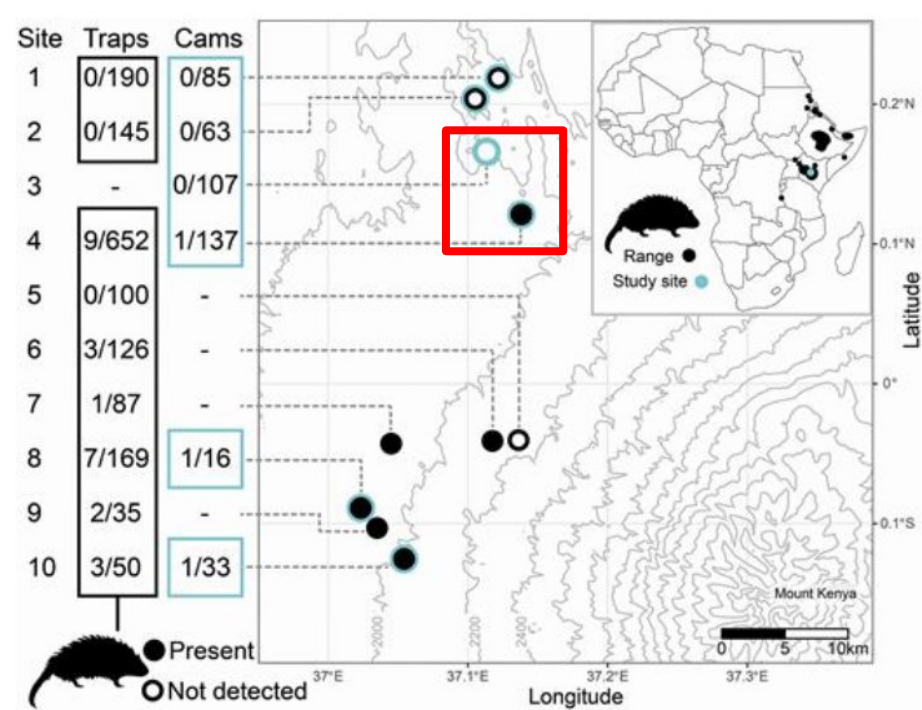 Site Traps Cams
1 0/190 0/85
2 0/145 0/63
3 - 0/107
4 9/652 1/137
5 0/100 -
6 3/126 -
7 1/87 -
8 7/169 1/16
9 2/35 -
10 3/50 1/33
Present
Not detected
Range
Study site
0.2°N
0.1°N
0°
0.1°S
Latitude
2000
2200
2400
Mount Kenya
0 5 10km
37°E 37.1°E 37.2°E 37.3°E
Longitude